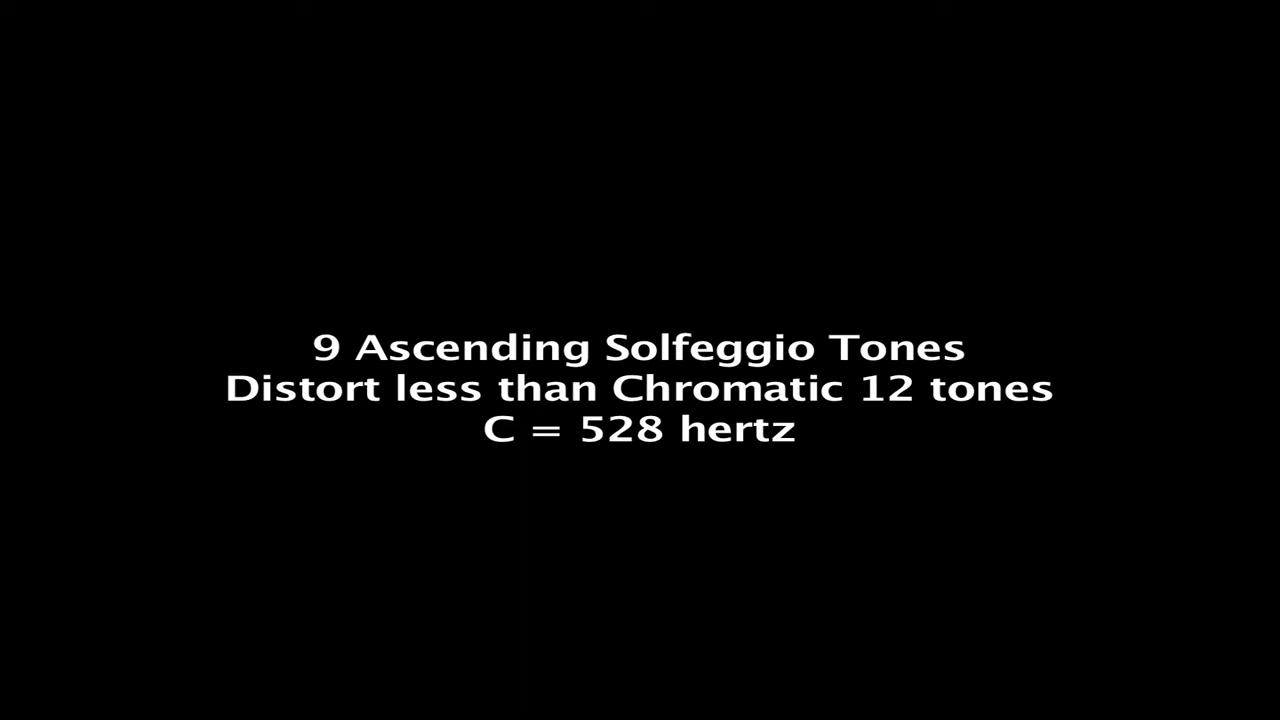 9 Ascending Solfeggio Tones
Distort less than Chromatic 12 tones
C = 528 hertz